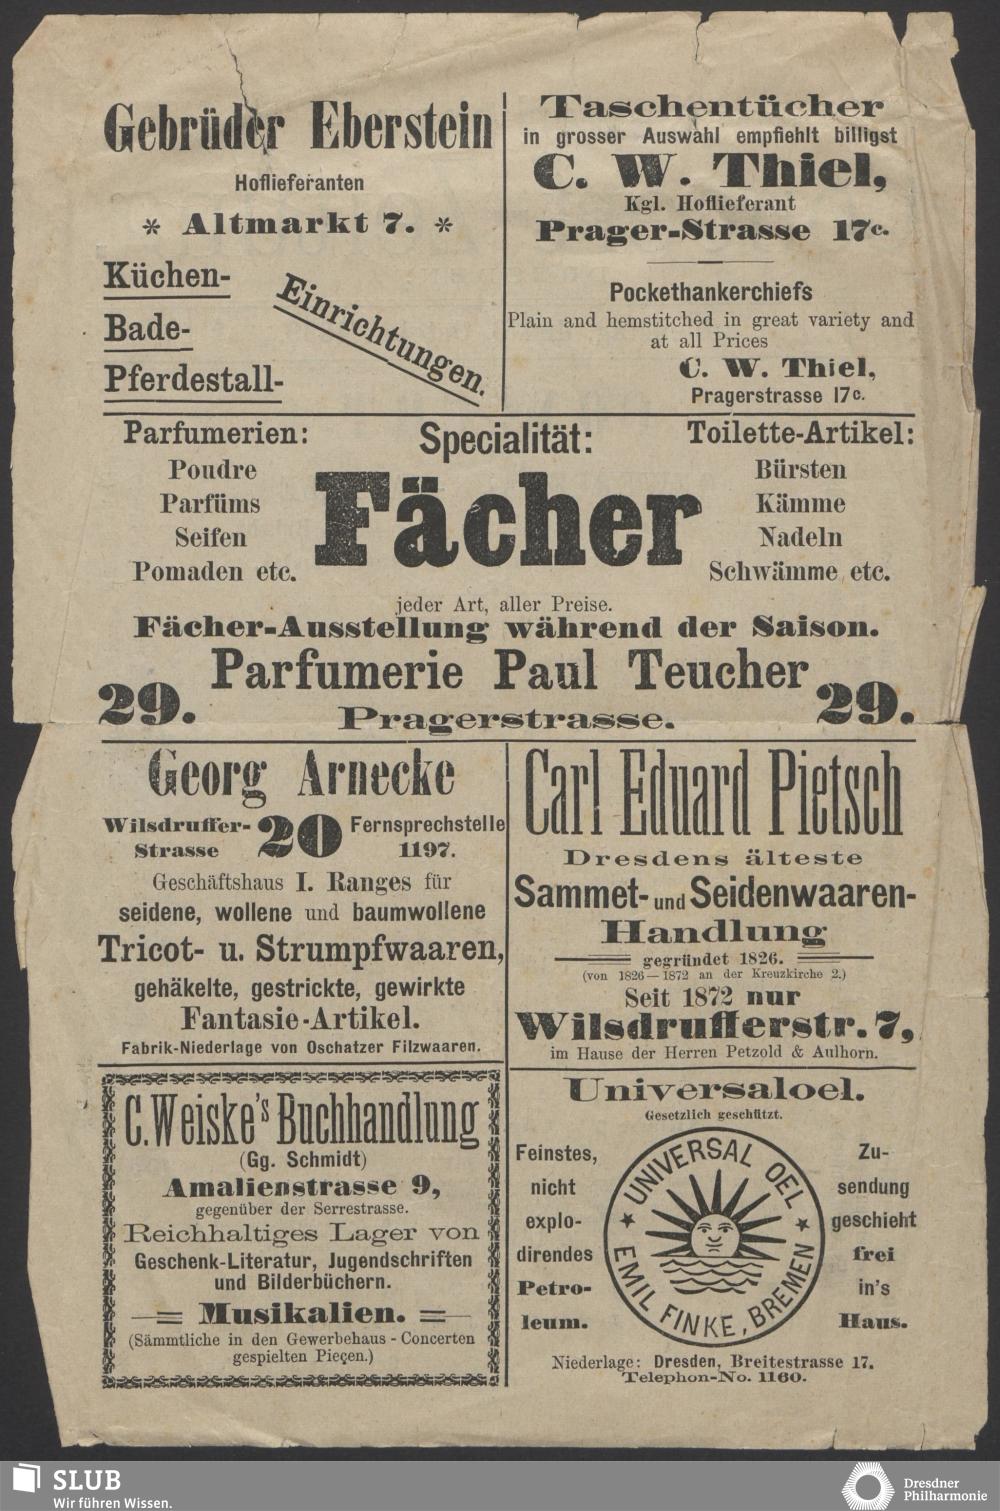 Gebrüder Eberstein
Hoflieferanten
* Altmarkt 7. *
Küchen-
Bade-
Pferdestall-
Einrichtungen.
Taschentücher
in grosser Auswahl empfiehlt billigst
C. W. Thiel,
Kgl. Hoflieferant
Prager-Strasse 17c.
Pockethankerchiefs
Plain and hemstitched in great variety and
at all Prices
C. W. Thiel,
Pragerstrasse 17c.
Parfumerien:
Poudre
Parfüms
Seifen
Pomaden etc.
Specialität:
Fächer
Toilette-Artikel:
Bürsten
Kämme
Nadeln
Schwämme etc.
jeder Art, aller Preise.
Fächer-Ausstellung während der Saison.
Parfumerie Paul Teucher
29. Pragerstrasse. 29.
Georg Arnecke
Wilsdruffer-
Strasse
20
Fernsprechstelle
1197.
Geschäftshaus I. Ranges für
seidene, wollene und baumwollene
Tricot- u. Strumpfwaaren,
gehäkelte, gestrickte, gewirkte
Fantasie-Artikel.
Fabrik-Niederlage von Oschatzer Filzwaaren.
Carl Eduard Pietsch
Dresdens älteste
Sammet- und Seidenwaaren-
Handlung
gegründet 1826.
(von 1826—1872 an der Kreuzkirche 2.)
Seit 1872 nur
Wilsdrufferstr. 7,
im Hause der Herren Petzold & Aulhorn.
C. Weiske's Buchhandlung
(Gg. Schmidt)
Amalienstrasse 9,
gegenüber der Serrestrasse.
Reichhaltiges Lager von
Geschenk-Literatur, Jugendschriften
und Bilderbüchern.
Musikalien.
(Sämmtliche in den Gewerbehaus-Concerten
gespielten Pieçen.)
Universaloel.
Gesetzlich geschützt.
Feinstes,
nicht
explo-
direndes
Petro-
leum.
UNIVERSAL OEL
EMIL FINKE, BREMEN
Zu-
sendung
geschieht
frei
in's
Haus.
Niederlage: Dresden, Breitestrasse 17.
Telephon-No. 1160.
SLUB
Wir führen Wissen.
Dresdner
Philharmonie